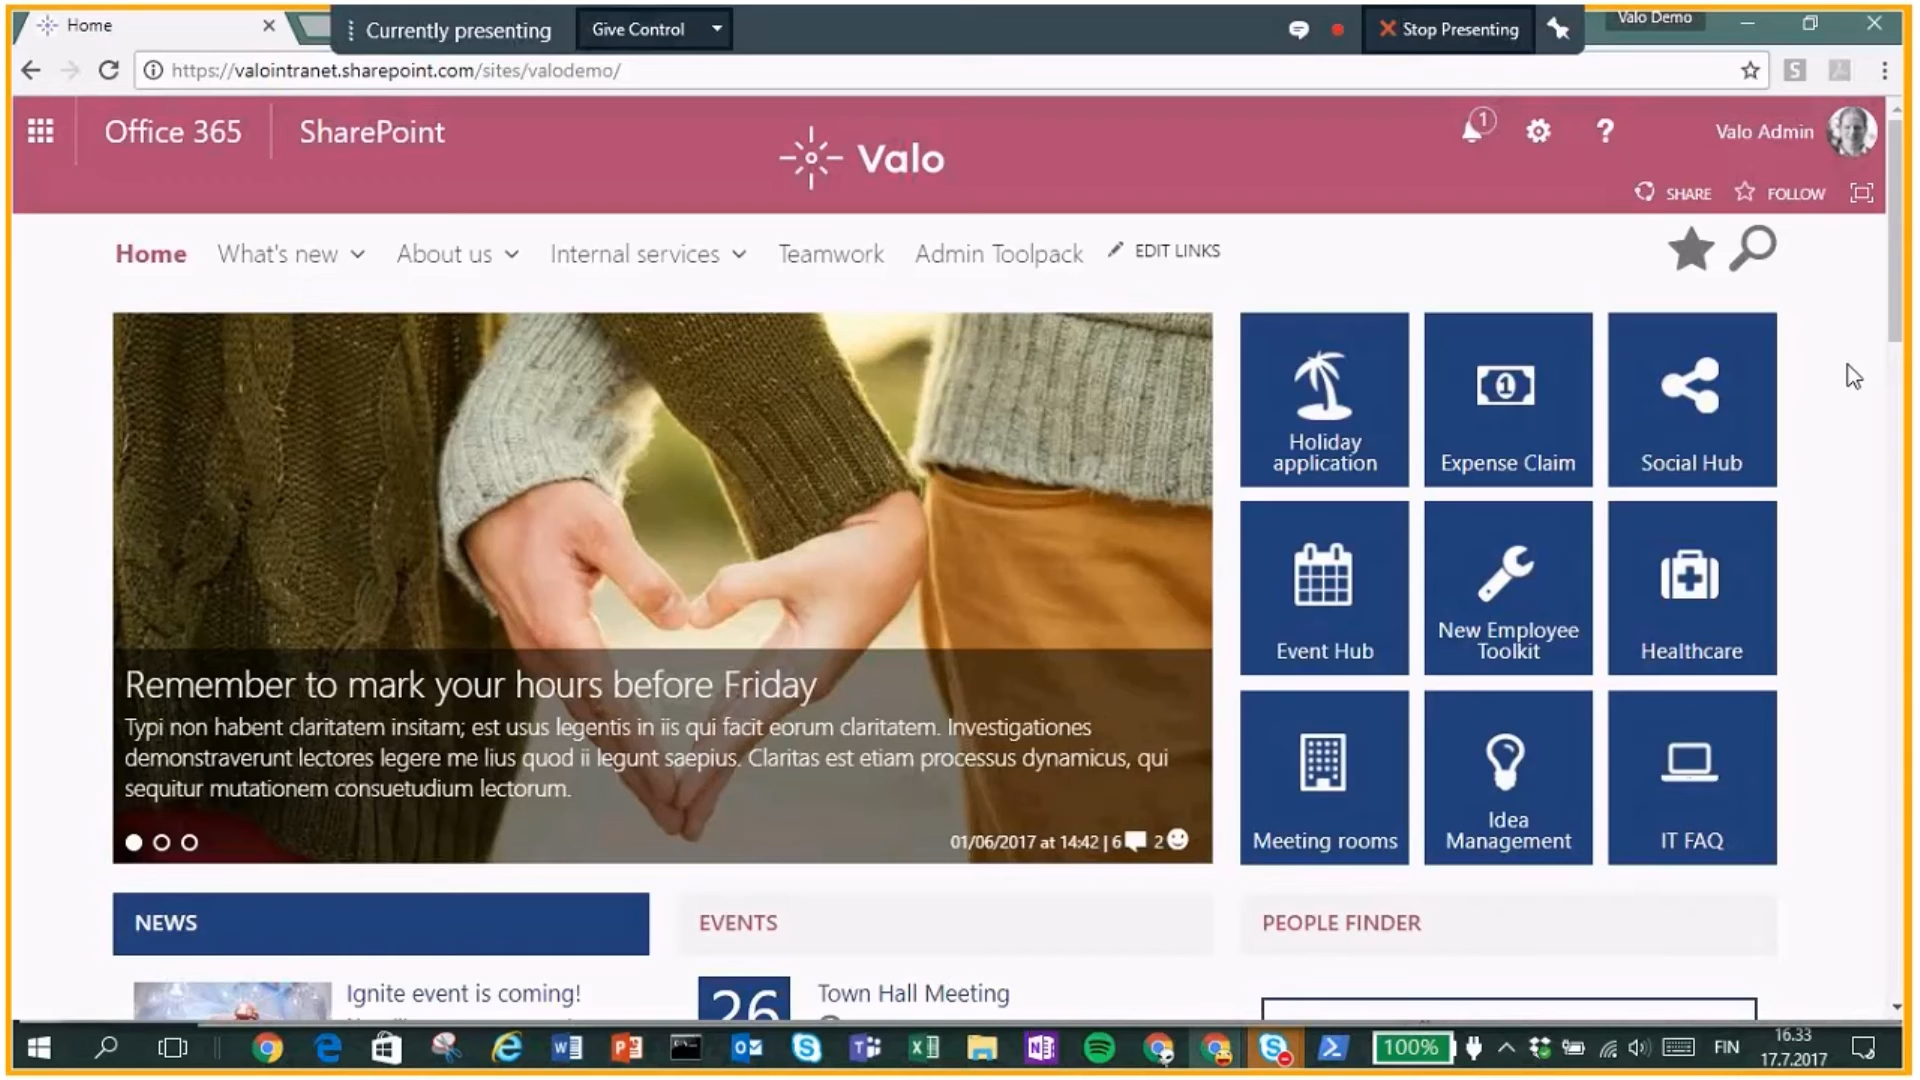 Home
Currently presenting
Give Control
Stop Presenting
Valo Demo
https://valointranet.sharepoint.com/sites/valodemo/
Office 365
SharePoint
Valo
1
Valo Admin
SHARE
FOLLOW
Home
What's new
About us
Internal services
Teamwork
Admin Toolpack
EDIT LINKS
Holiday
application
Expense Claim
Social Hub
Event Hub
New Employee
Toolkit
Healthcare
Remember to mark your hours before Friday
Typi non habent claritatem insitam; est usus legentis in iis qui facit eorum claritatem. Investigationes
demonstraverunt lectores legere me lius quod ii legunt saepius. Claritas est etiam processus dynamicus, qui
sequitur mutationem consuetudium lectorum.
01/06/2017 at 14:42 | 6 2
Meeting rooms
Idea
Management
IT FAQ
NEWS
EVENTS
PEOPLE FINDER
Ignite event is coming!
26
Town Hall Meeting
100%
FIN
16.33
17.7.2017